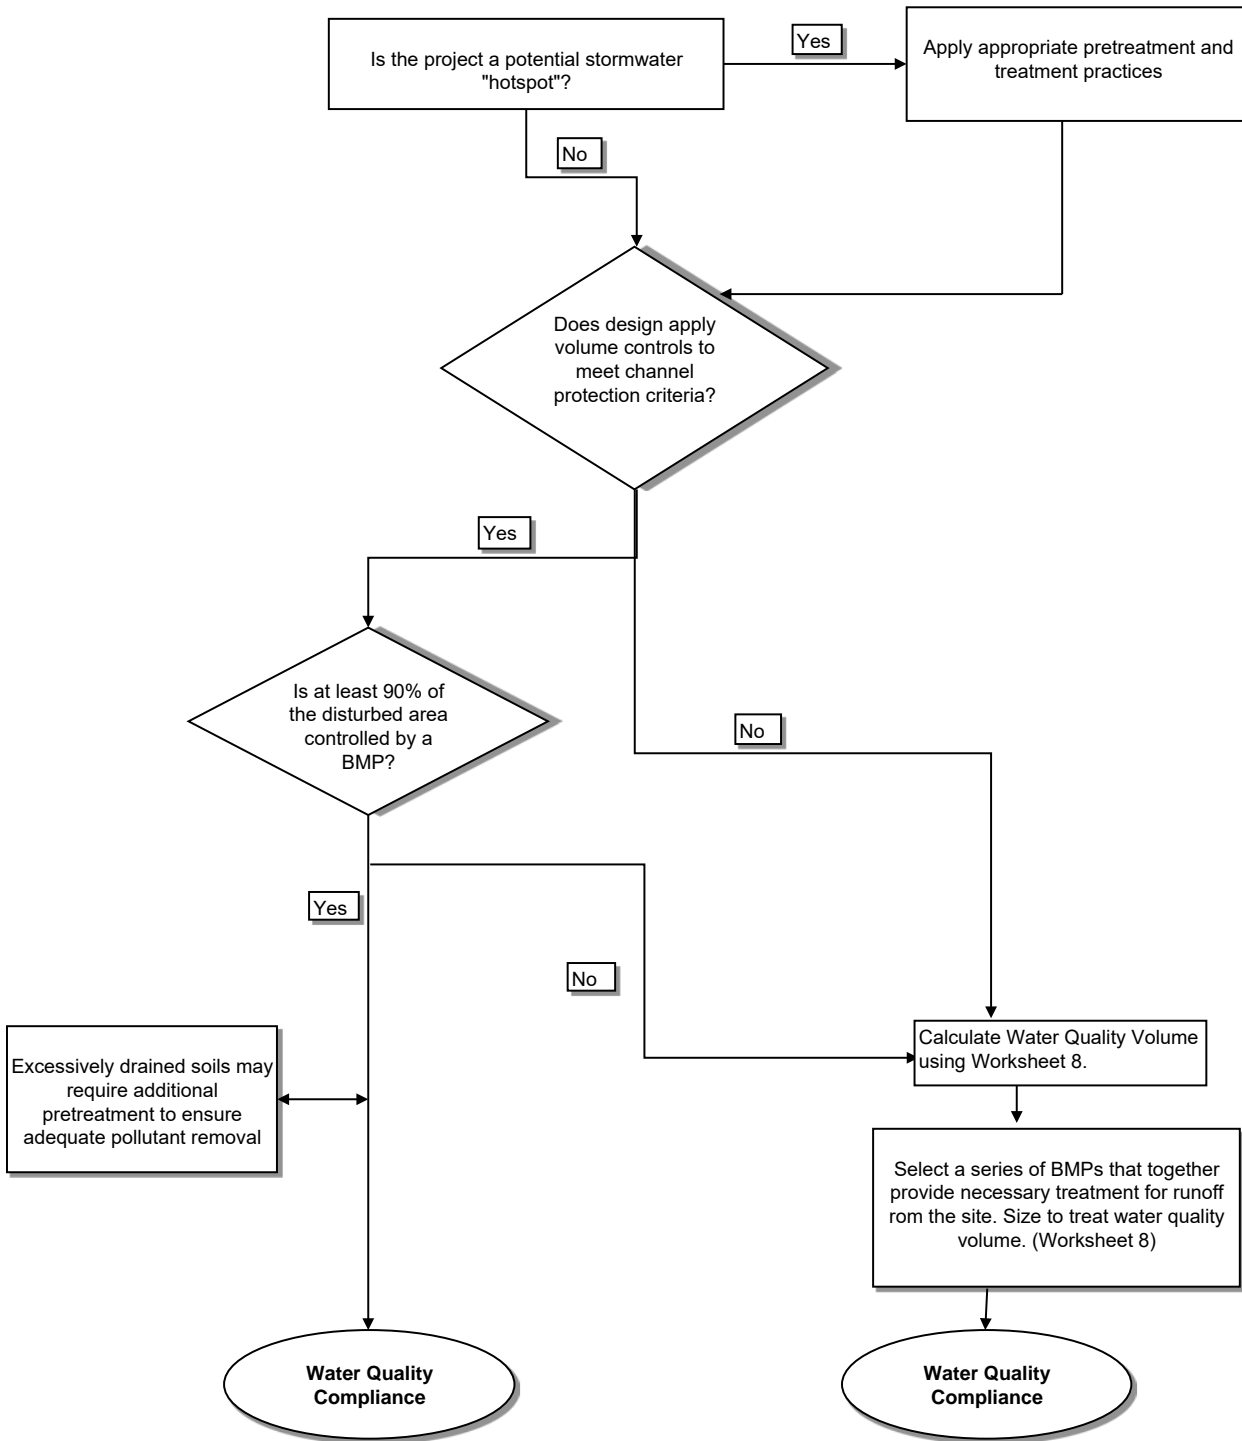 Is the project a potential stormwater
"hotspot"?
Yes
Apply appropriate pretreatment and
treatment practices
No
Does design apply
volume controls to
meet channel
protection criteria?
Yes
Is at least 90% of
the disturbed area
controlled by a
BMP?
No
Yes
No
Excessively drained soils may
require additional
pretreatment to ensure
adequate pollutant removal
Calculate Water Quality Volume
using Worksheet 8.
Select a series of BMPs that together
provide necessary treatment for runoff
rom the site. Size to treat water quality
volume. (Worksheet 8)
Water Quality
Compliance
Water Quality
Compliance